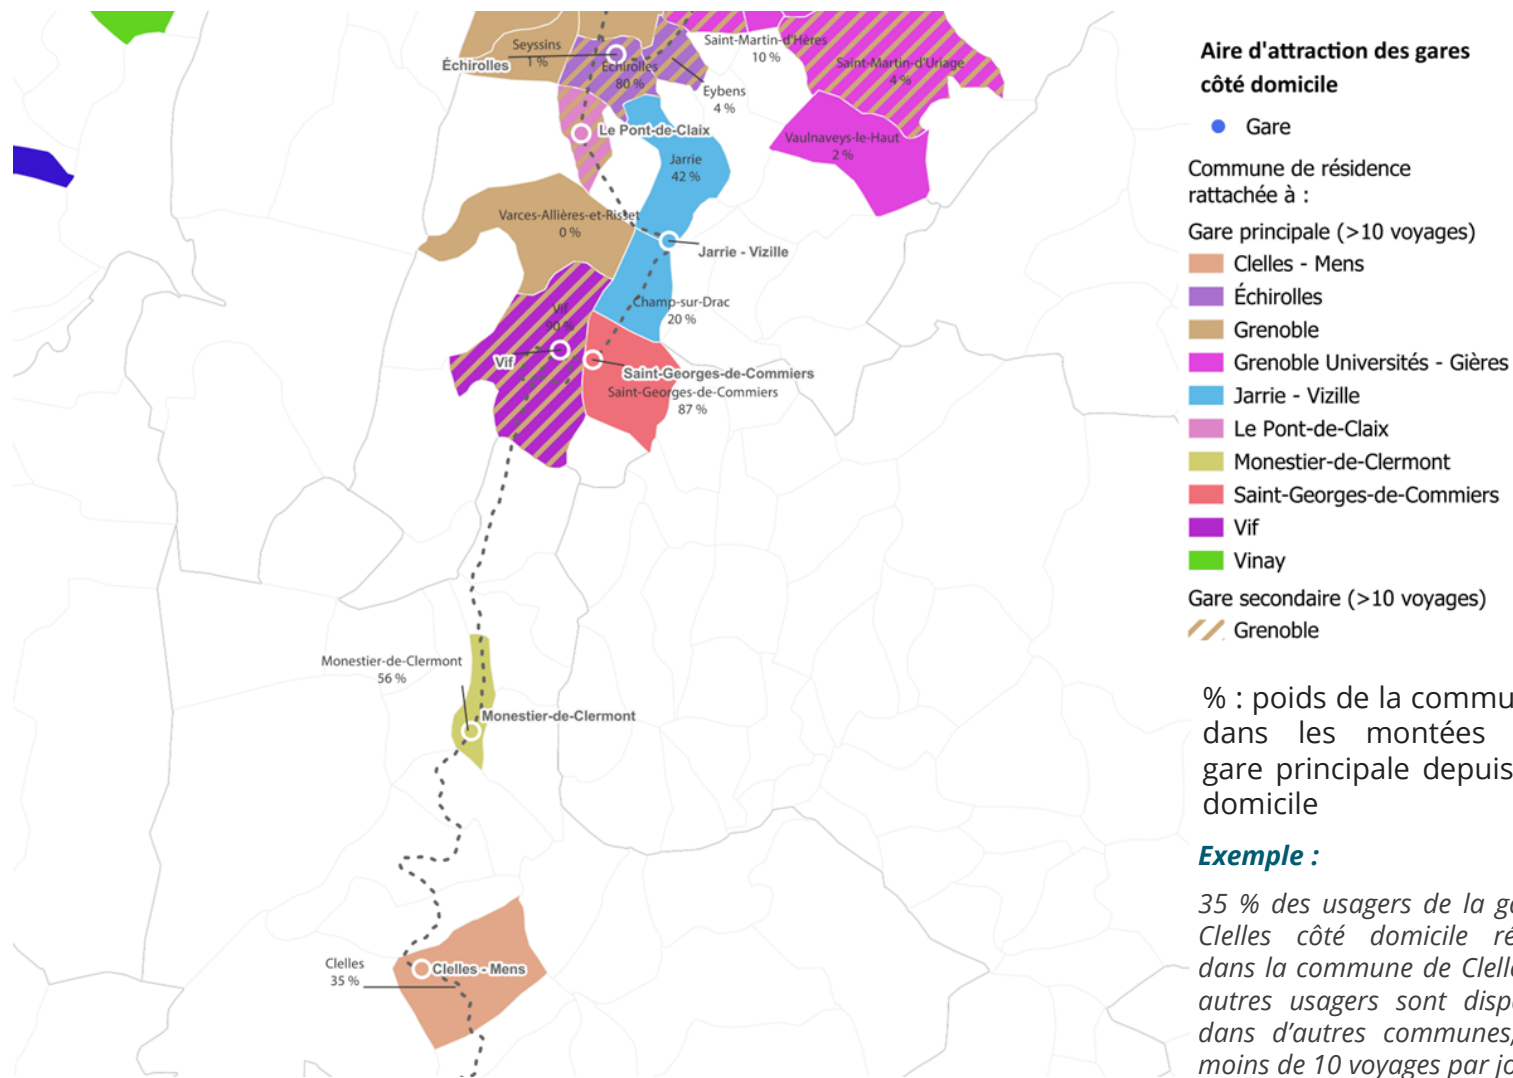 Seyssins
1 %
Échirolles
Échirolles
80 %
Saint-Martin-d'Hères
10 %
Saint-Martin-d'Uriage
4 %
Eybens
4 %
Le Pont-de-Claix
Vaulnaveys-le-Haut
2 %
Jarrie
42 %
Varces-Allières-et-Risset
0 %
Jarrie - Vizille
Champ-sur-Drac
20 %
Vif
90 %
Vif
Saint-Georges-de-Commiers
Saint-Georges-de-Commiers
87 %
Monestier-de-Clermont
56 %
Monestier-de-Clermont
Clelles
35 %
Clelles - Mens
Aire d'attraction des gares
côté domicile
Gare
Commune de résidence
rattachée à :
Gare principale (>10 voyages)
Clelles - Mens
Échirolles
Grenoble
Grenoble Universités - Gières
Jarrie - Vizille
Le Pont-de-Claix
Monestier-de-Clermont
Saint-Georges-de-Commiers
Vif
Vinay
Gare secondaire (>10 voyages)
Grenoble
% : poids de la commu
dans les montées
gare principale depuis
domicile
Exemple :
35 % des usagers de la g
Clelles côté domicile ré
dans la commune de Clell
autres usagers sont disp
dans d'autres communes,
moins de 10 voyages par jo